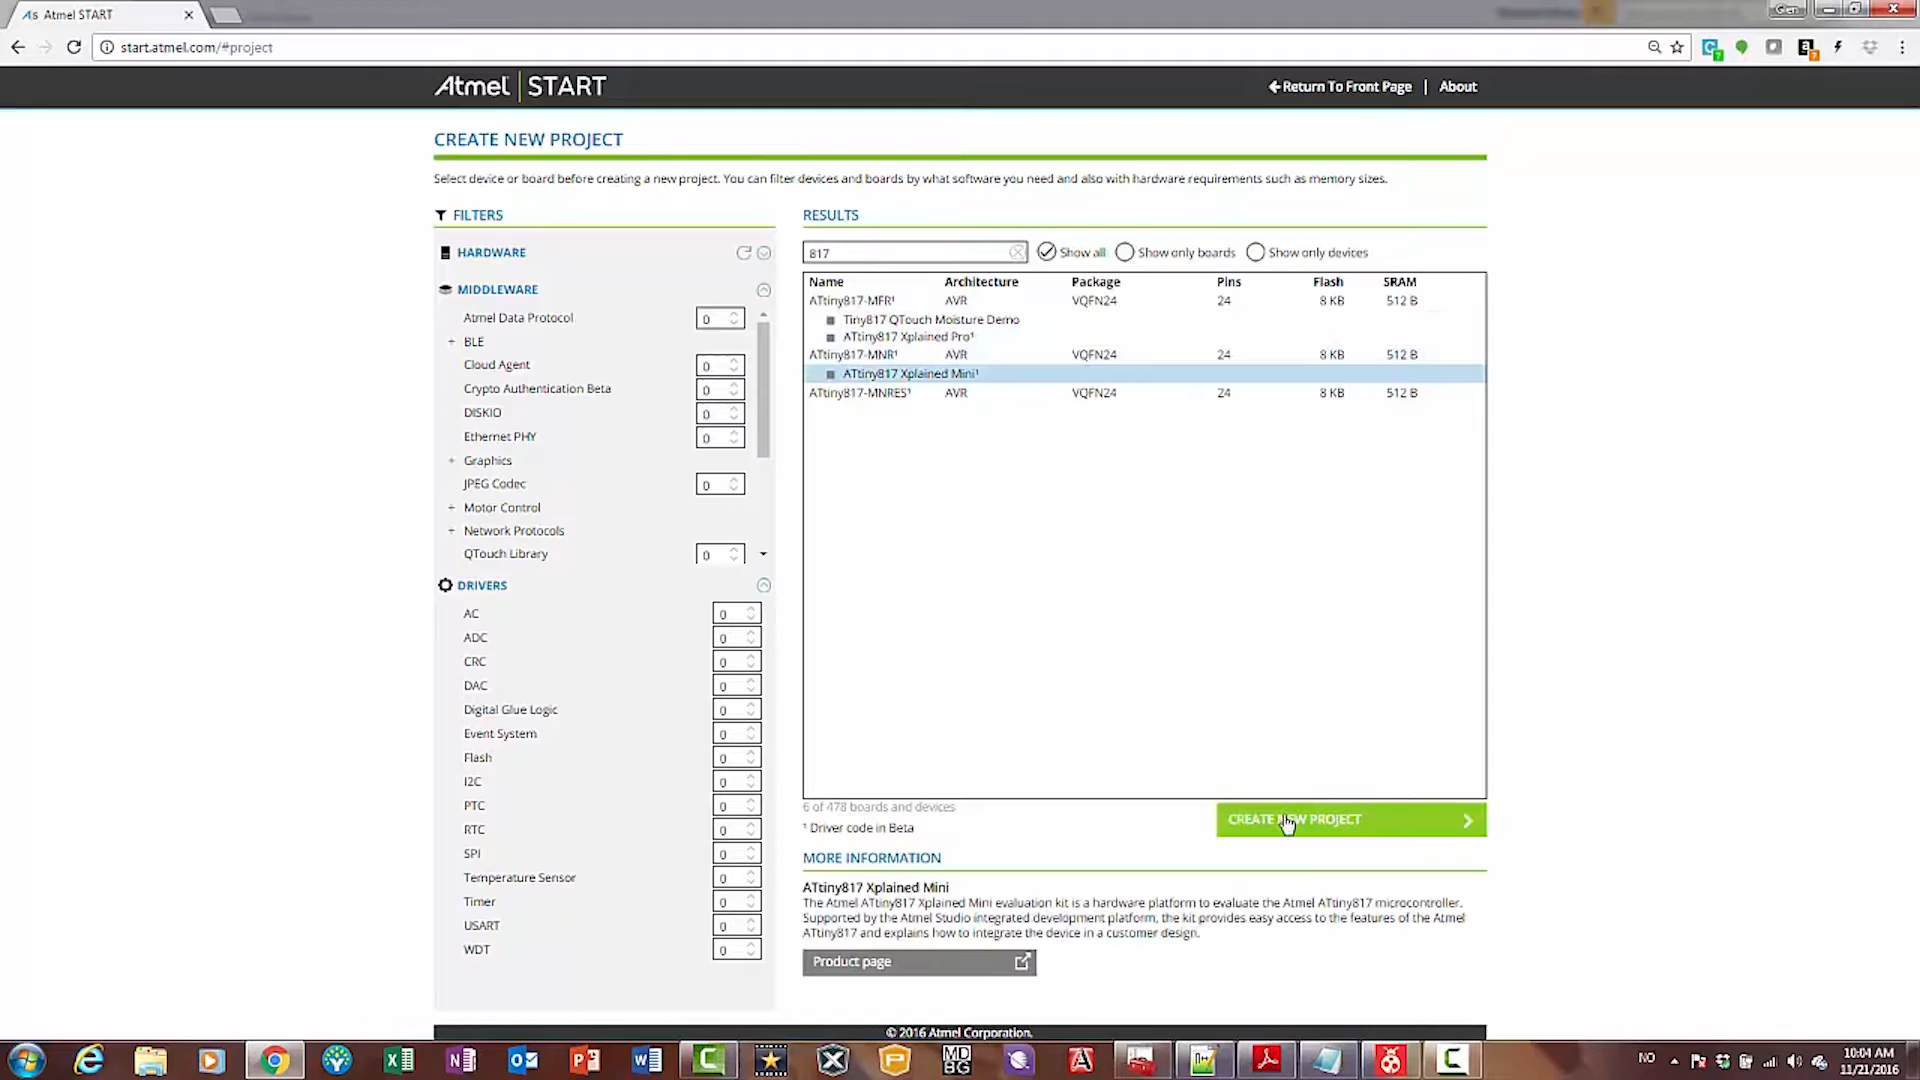 As Atmel START
start.atmel.com/#project
Atmel START
Return To Front Page | About
CREATE NEW PROJECT
Select device or board before creating a new project. You can filter devices and boards by what software you need and also with hardware requirements such as memory sizes.
FILTERS
HARDWARE
MIDDLEWARE
Atmel Data Protocol 0
+ BLE
Cloud Agent 0
Crypto Authentication Beta 0
DISKIO 0
Ethernet PHY 0
+ Graphics
JPEG Codec 0
+ Motor Control
+ Network Protocols
QTouch Library 0
DRIVERS
AC 0
ADC 0
CRC 0
DAC 0
Digital Glue Logic 0
Event System 0
Flash 0
I2C 0
PTC 0
RTC 0
SPI 0
Temperature Sensor 0
Timer 0
USART 0
WDT 0
RESULTS
817 Show all Show only boards Show only devices
Name Architecture Package Pins Flash SRAM
ATtiny817-MFR¹ AVR VQFN24 24 8 KB 512 B
Tiny817 QTouch Moisture Demo
ATtiny817 Xplained Pro¹
ATtiny817-MNR¹ AVR VQFN24 24 8 KB 512 B
ATtiny817 Xplained Mini¹
ATtiny817-MNRES¹ AVR VQFN24 24 8 KB 512 B
6 of 478 boards and devices
¹ Driver code in Beta
CREATE NEW PROJECT
MORE INFORMATION
ATtiny817 Xplained Mini
The Atmel ATtiny817 Xplained Mini evaluation kit is a hardware platform to evaluate the Atmel ATtiny817 microcontroller.
Supported by the Atmel Studio integrated development platform, the kit provides easy access to the features of the Atmel
ATtiny817 and explains how to integrate the device in a customer design.
Product page
© 2016 Atmel Corporation.
MD
BG
NO
10:04 AM
11/21/2016